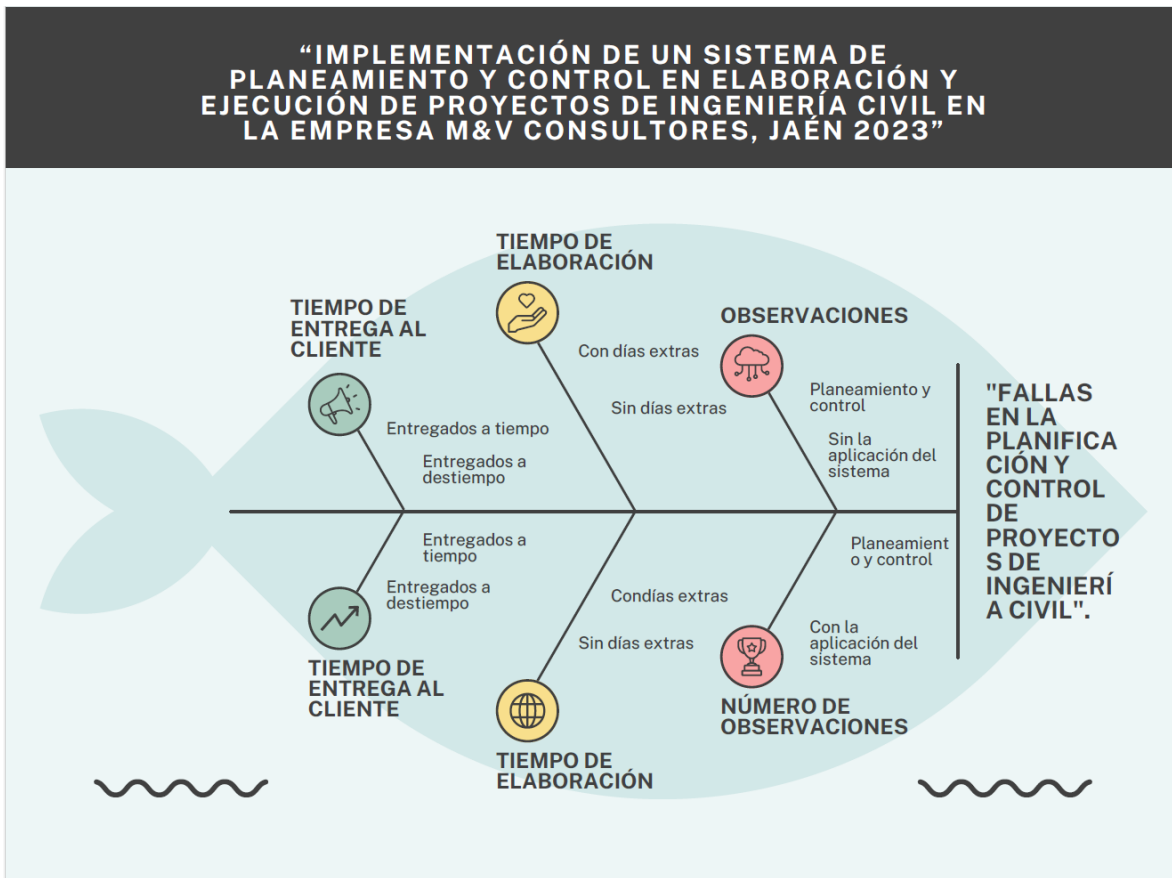 “IMPLEMENTACIÓN DE UN SISTEMA DE
PLANEAMIENTO Y CONTROL EN ELABORACIÓN Y
EJECUCIÓN DE PROYECTOS DE INGENIERÍA CIVIL EN
LA EMPRESA M&V CONSULTORES, JAÉN 2023”
TIEMPO DE
ENTREGA AL
CLIENTE
Entregados a tiempo
Entregados a
destiempo
TIEMPO DE
ELABORACIÓN
Con días extras
Sin días extras
OBSERVACIONES
Planeamiento y
control
Sin la
aplicación del
sistema
"FALLAS
EN LA
PLANIFICA
CIÓN Y
CONTROL
DE
PROYECTO
S DE
INGENIERÍ
A CIVIL".
Entregados a
tiempo
Entregados a
destiempo
TIEMPO DE
ENTREGA AL
CLIENTE
Condías extras
Sin días extras
TIEMPO DE
ELABORACIÓN
Planeamient
o y control
Con la
aplicación del
sistema
NÚMERO DE
OBSERVACIONES